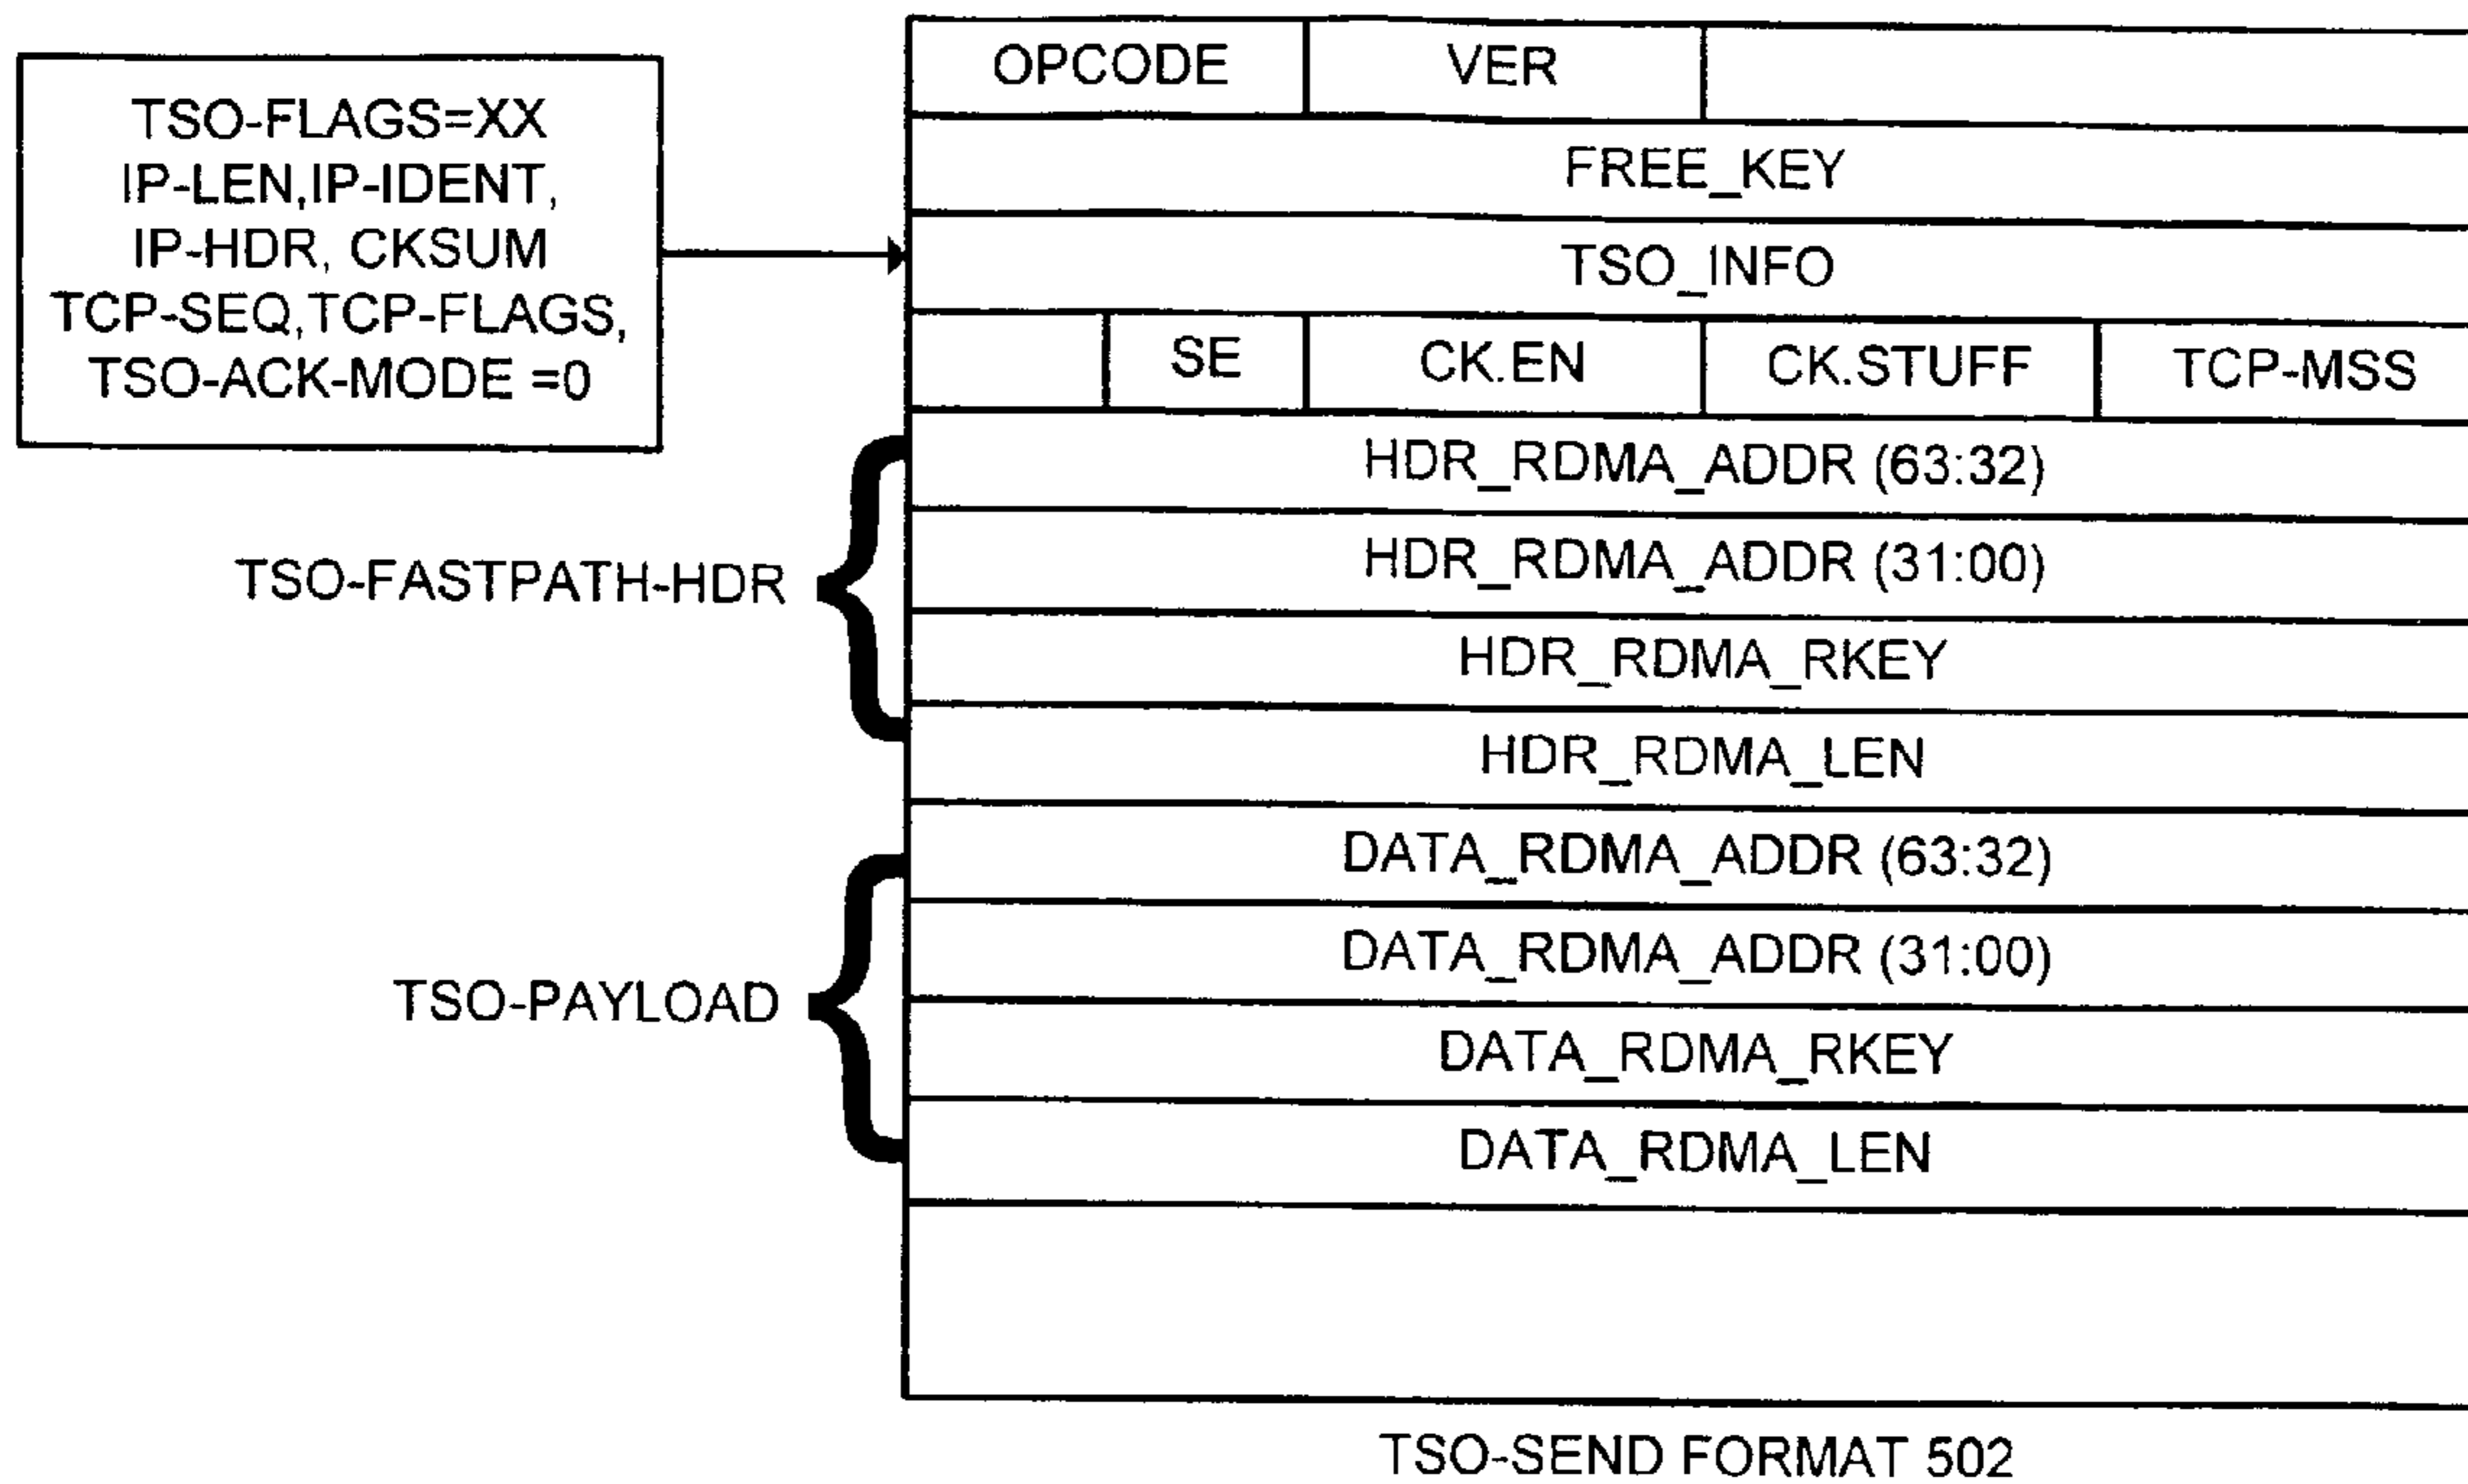 TSO-FLAGS=XX
IP-LEN,IP-IDENT,
IP-HDR, CKSUM
TCP-SEQ,TCP-FLAGS,
TSO-ACK-MODE =0
OPCODE VER
FREE_KEY
TSO_INFO
SE CK.EN CK.STUFF TCP-MSS
TSO-FASTPATH-HDR
HDR_RDMA_ADDR (63:32)
HDR_RDMA_ADDR (31:00)
HDR_RDMA_RKEY
HDR_RDMA_LEN
TSO-PAYLOAD
DATA_RDMA_ADDR (63:32)
DATA_RDMA_ADDR (31:00)
DATA_RDMA_RKEY
DATA_RDMA_LEN
TSO-SEND FORMAT 502